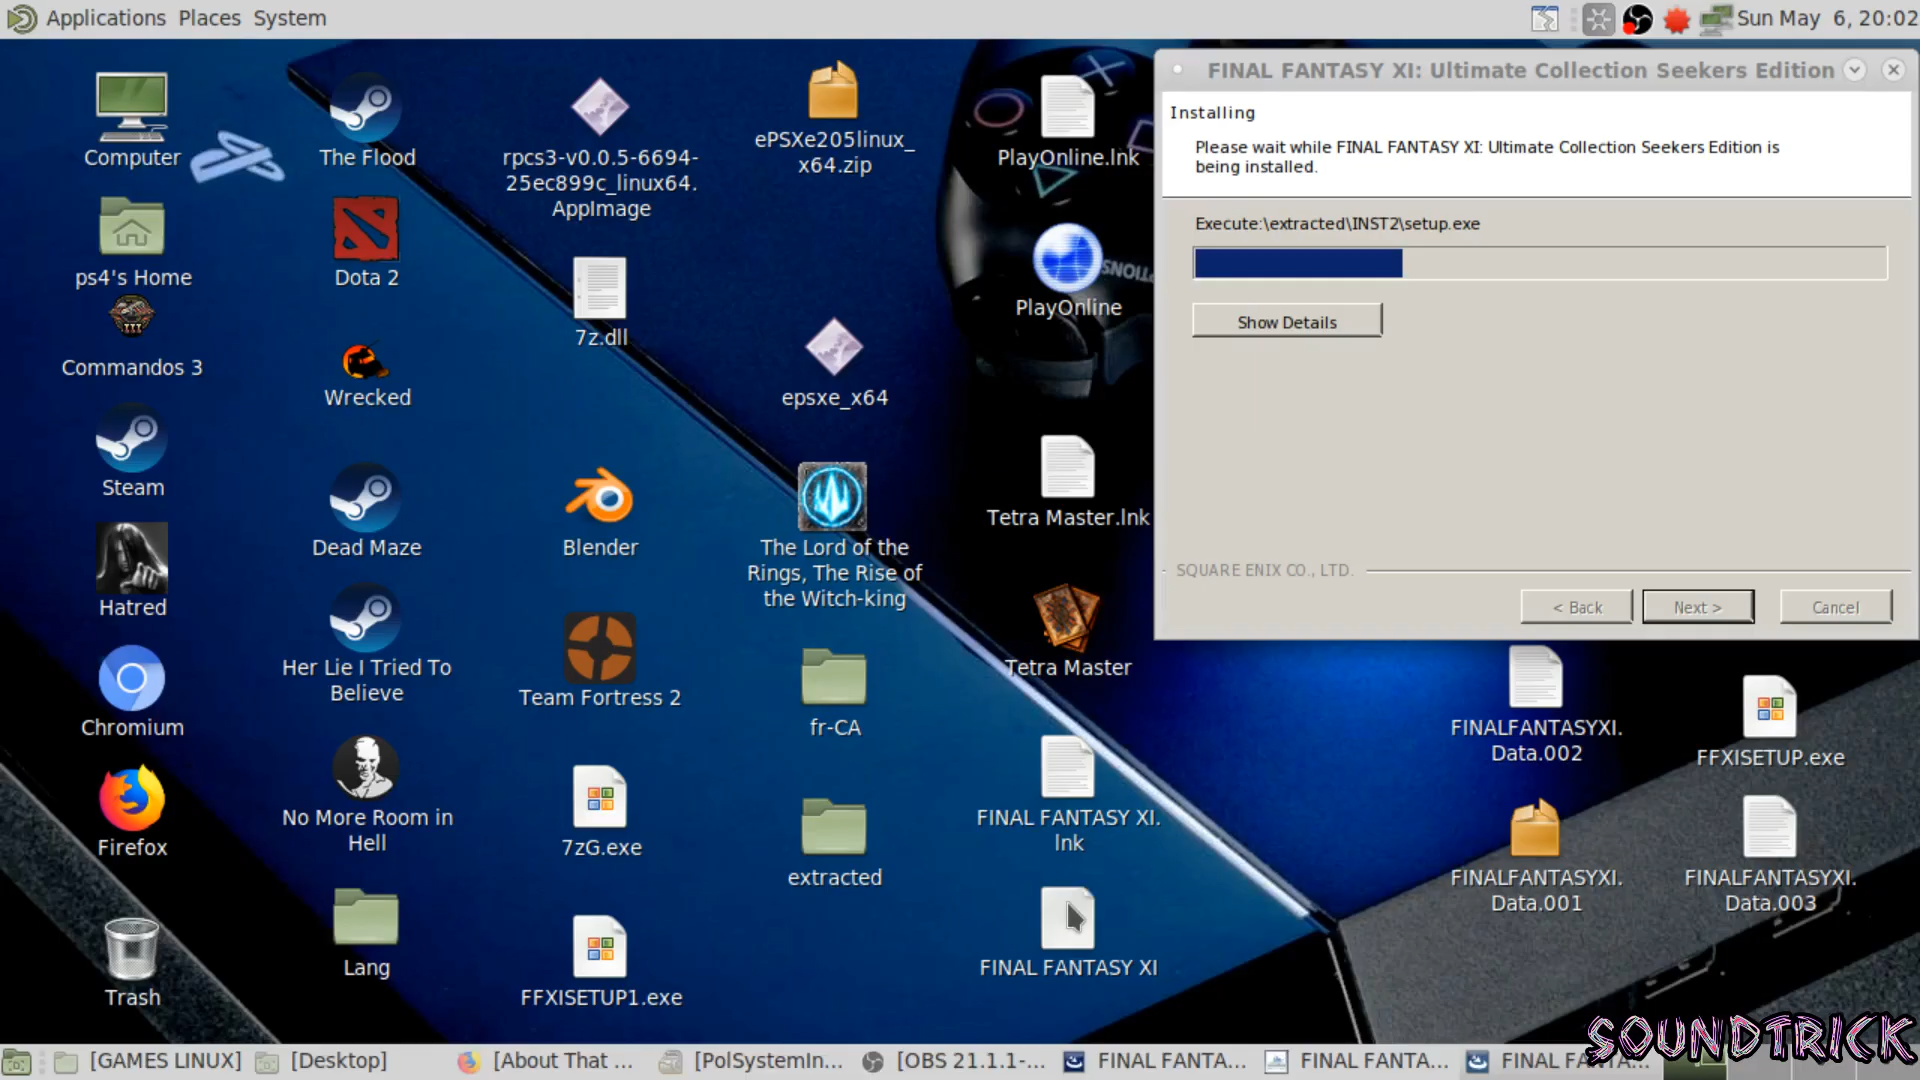 Applications Places System
Sun May 6, 20:02
Computer
ps4's Home
Commandos 3
Steam
Hatred
Chromium
Firefox
Trash
The Flood
Dota 2
Wrecked
Dead Maze
Her Lie I Tried To
Believe
No More Room in
Hell
Lang
rpcs3-v0.0.5-6694-
25ec899c_linux64.
AppImage
7z.dll
Blender
Team Fortress 2
7zG.exe
FFXISETUP1.exe
ePSXe205linux_
x64.zip
epsxe_x64
The Lord of the
Rings, The Rise of
the Witch-king
fr-CA
extracted
PlayOnline.lnk
PlayOnline
Tetra Master.lnk
Tetra Master
FINAL FANTASY XI.
lnk
FINAL FANTASY XI
FINAL FANTASY XI: Ultimate Collection Seekers Edition
Installing
Please wait while FINAL FANTASY XI: Ultimate Collection Seekers Edition is
being installed.
Execute:\extracted\INST2\setup.exe
Show Details
SQUARE ENIX CO., LTD.
< Back
Next >
Cancel
FINALFANTASYXI.
Data.002
FFXISETUP.exe
FINALFANTASYXI.
Data.001
FINALFANTASYXI.
Data.003
SOUNDTRICK
[GAMES LINUX]
[Desktop]
[About That ...
[PolSystemIn...
[OBS 21.1.1-...
FINAL FANTA...
FINAL FANTA...